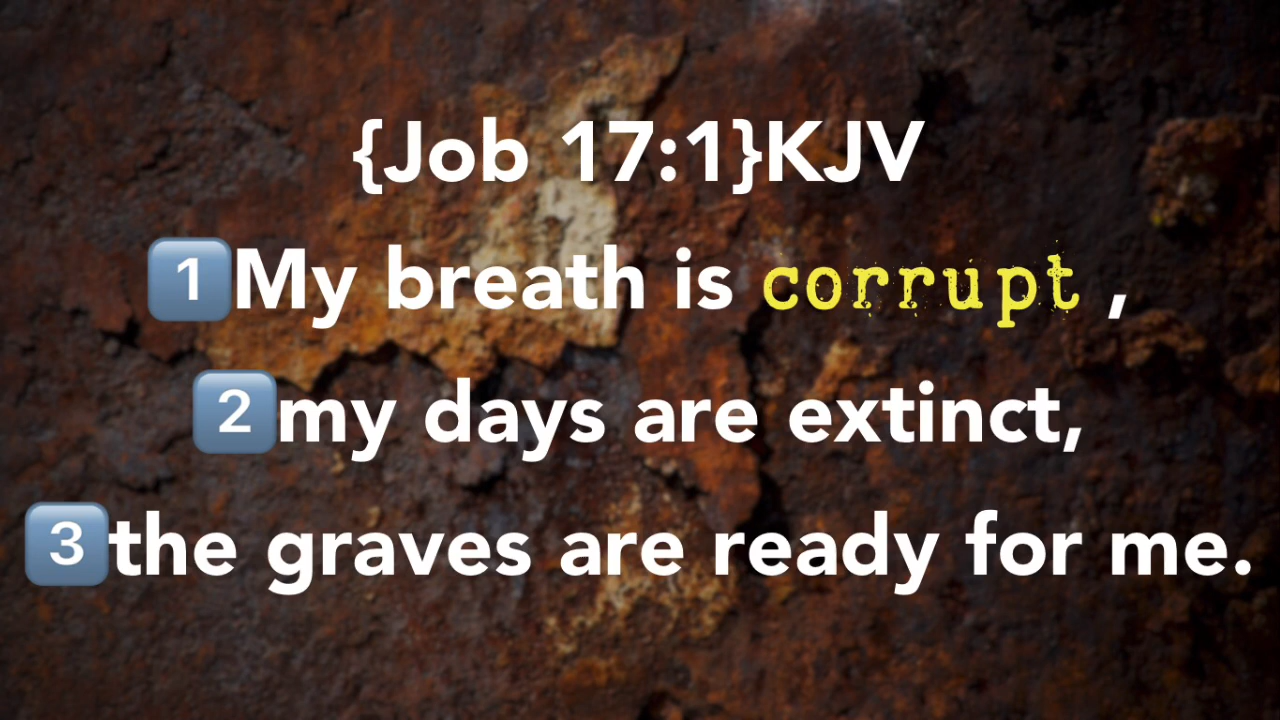 {Job 17:1}KJV
1️⃣My breath is corrupt ,
2️⃣my days are extinct,
3️⃣the graves are ready for me.